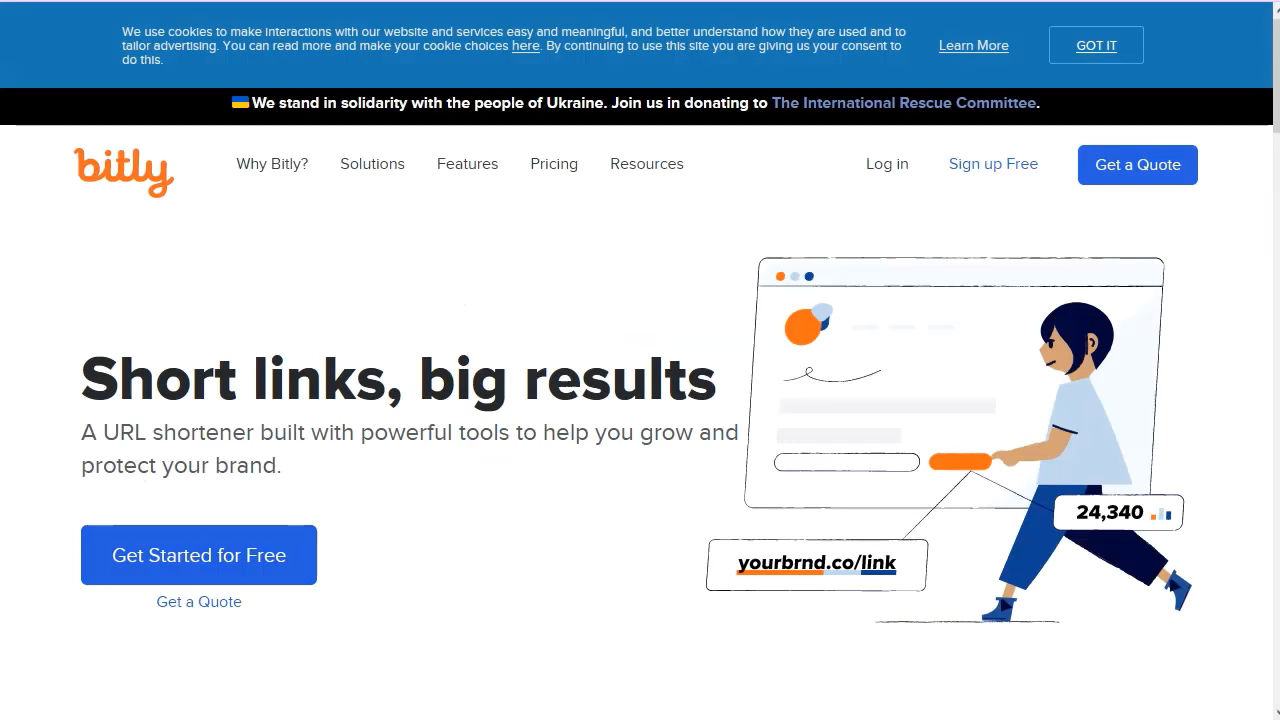 We use cookies to make interactions with our website and services easy and meaningful, and better understand how they are used and to
tailor advertising. You can read more and make your cookie choices here. By continuing to use this site you are giving us your consent to
do this.
Learn More
GOT IT
We stand in solidarity with the people of Ukraine. Join us in donating to The International Rescue Committee.
bitly
Why Bitly?
Solutions
Features
Pricing
Resources
Log in
Sign up Free
Get a Quote
Short links, big results
A URL shortener built with powerful tools to help you grow and
protect your brand.
Get Started for Free
Get a Quote
24,340
yourbrnd.co/link